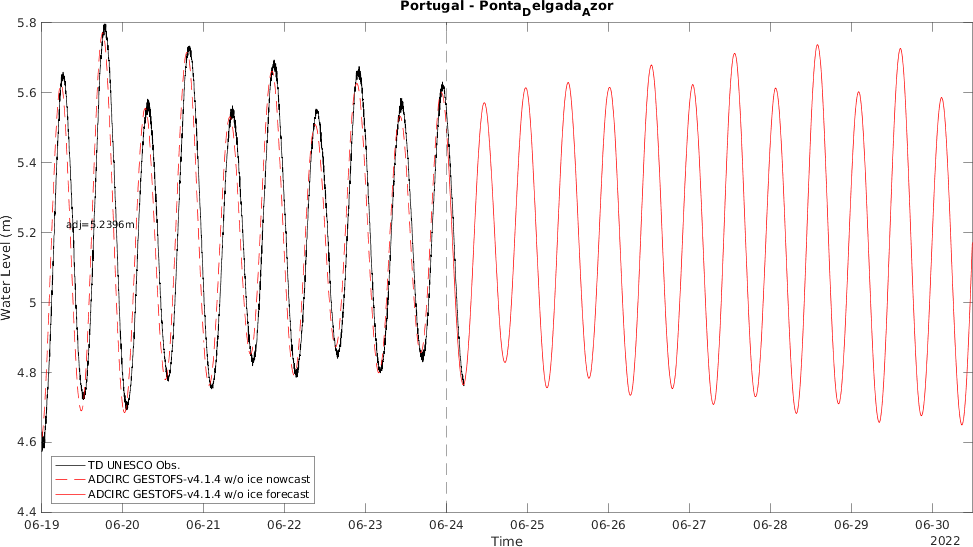 Portugal - PontaDelgadaAzor
5.8
5.6
5.4
5.2
5
4.8
4.6
4.4
Water Level (m)
adj=5.2396m
TD UNESCO Obs.
ADCIRC GESTOFS-v4.1.4 w/o ice nowcast
ADCIRC GESTOFS-v4.1.4 w/o ice forecast
06-19 06-20 06-21 06-22 06-23 06-24 06-25 06-26 06-27 06-28 06-29 06-30
Time
2022